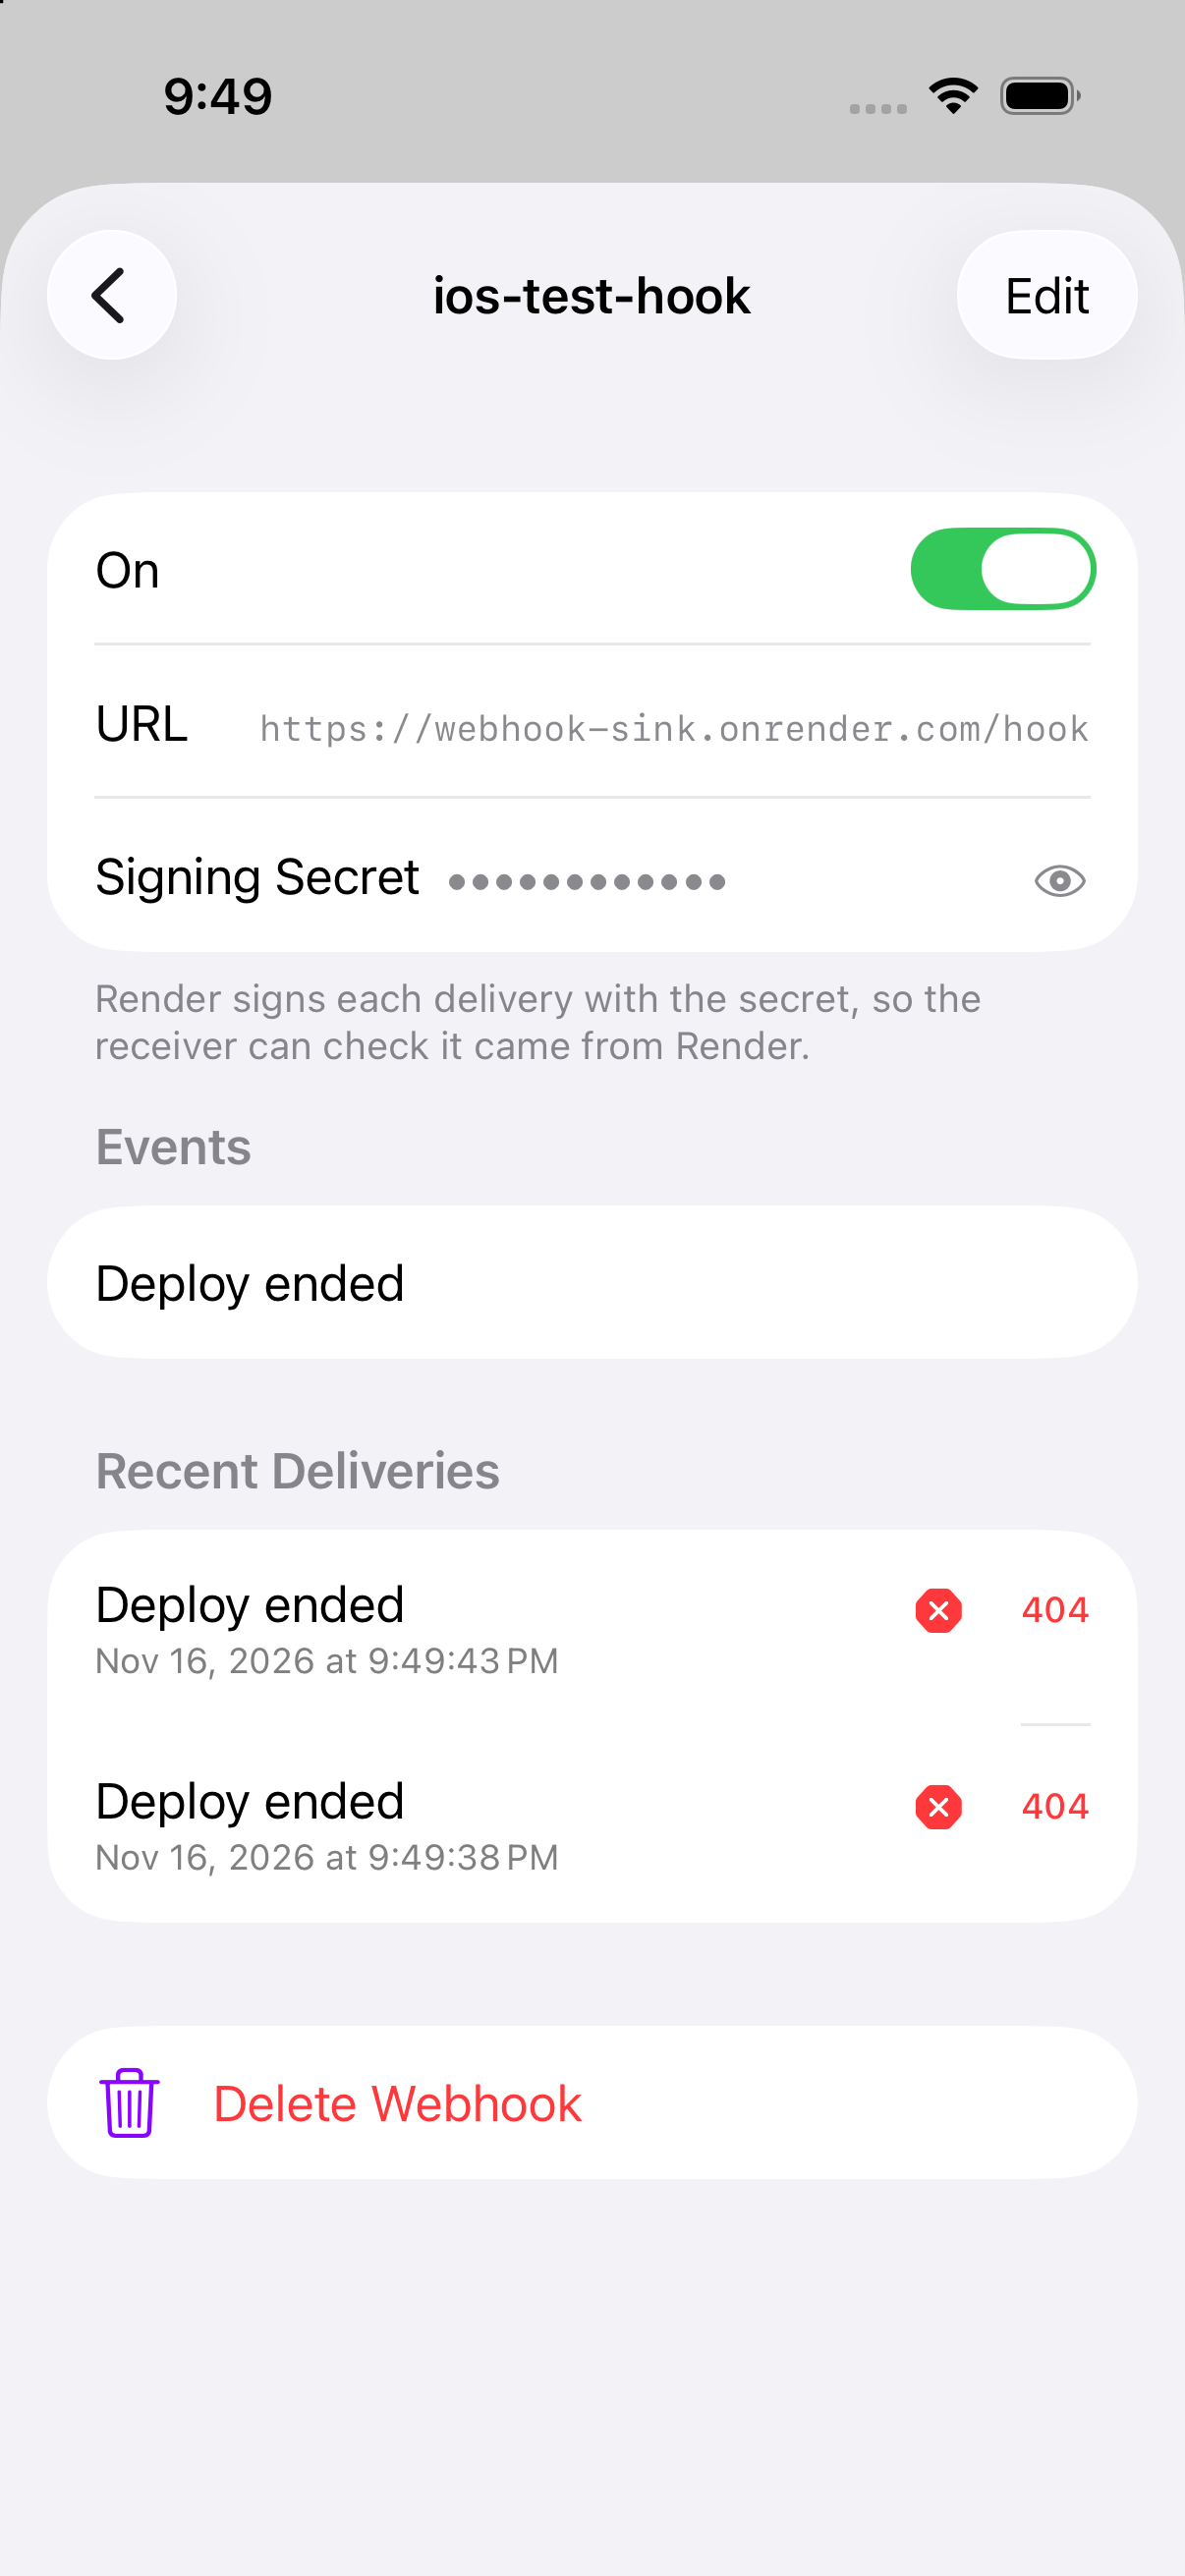 9:49
ios-test-hook
Edit
On
URL https://webhook-sink.onrender.com/hook
Signing Secret ••••••••••••
Render signs each delivery with the secret, so the
receiver can check it came from Render.
Events
Deploy ended
Recent Deliveries
Deploy ended 404
Nov 16, 2026 at 9:49:43 PM
Deploy ended 404
Nov 16, 2026 at 9:49:38 PM
Delete Webhook